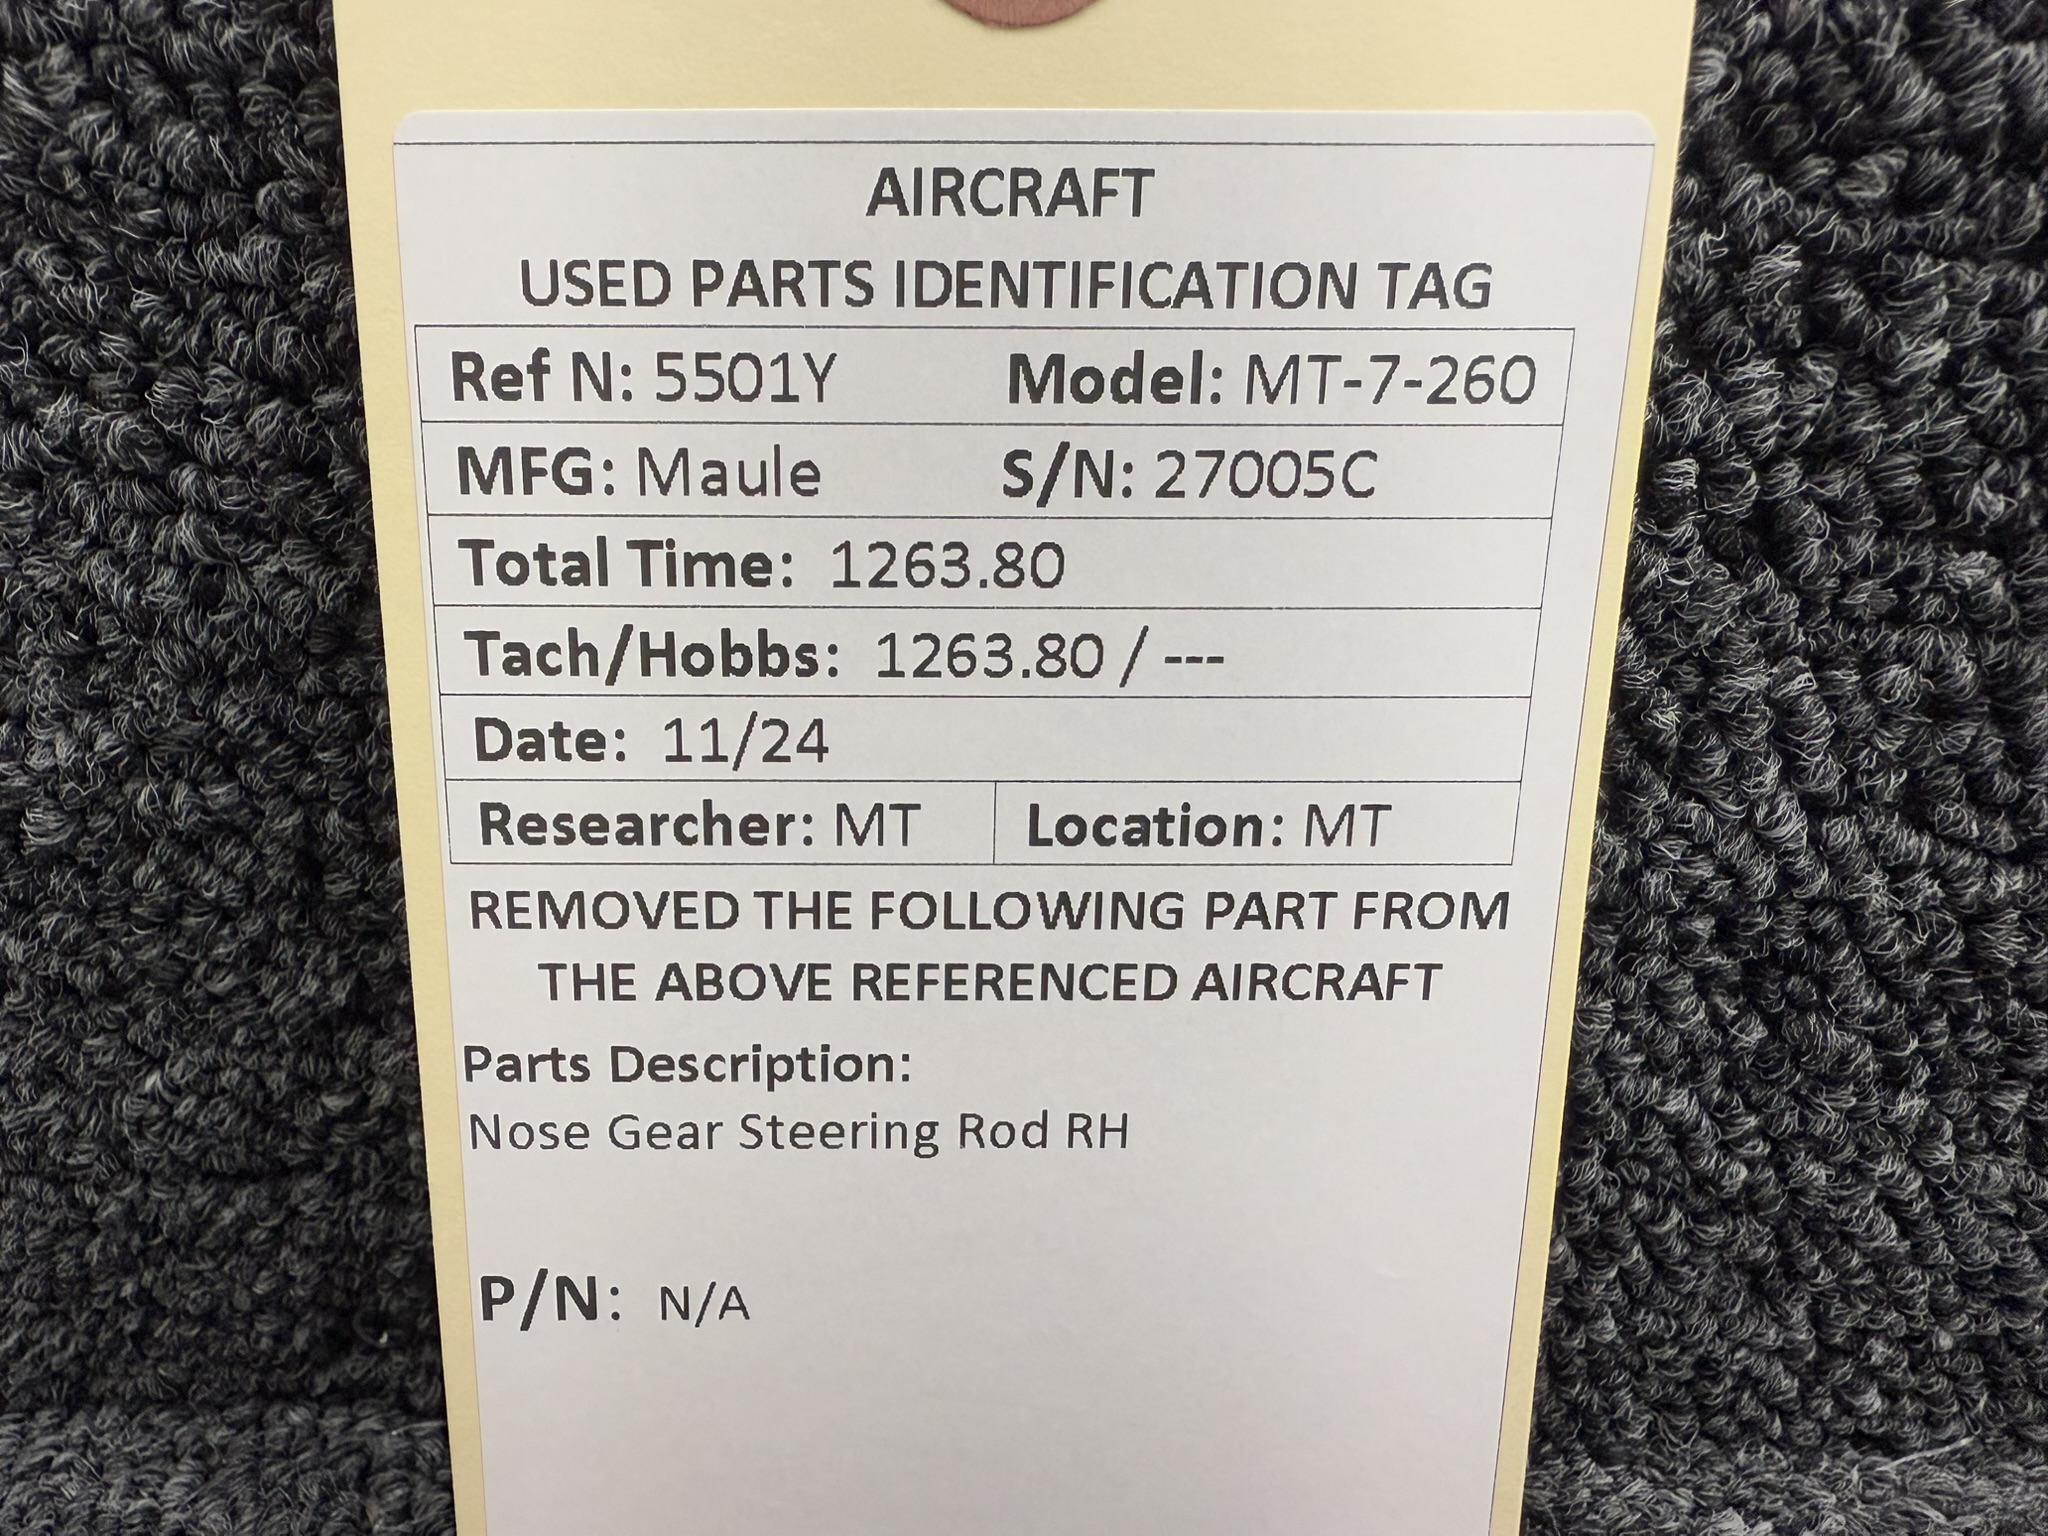 AIRCRAFT
USED PARTS IDENTIFICATION TAG
Ref N: 5501Y Model: MT-7-260
MFG: Maule S/N: 27005C
Total Time: 1263.80
Tach/Hobbs: 1263.80 / ---
Date: 11/24
Researcher: MT Location: MT
REMOVED THE FOLLOWING PART FROM
THE ABOVE REFERENCED AIRCRAFT
Parts Description:
Nose Gear Steering Rod RH
P/N: N/A